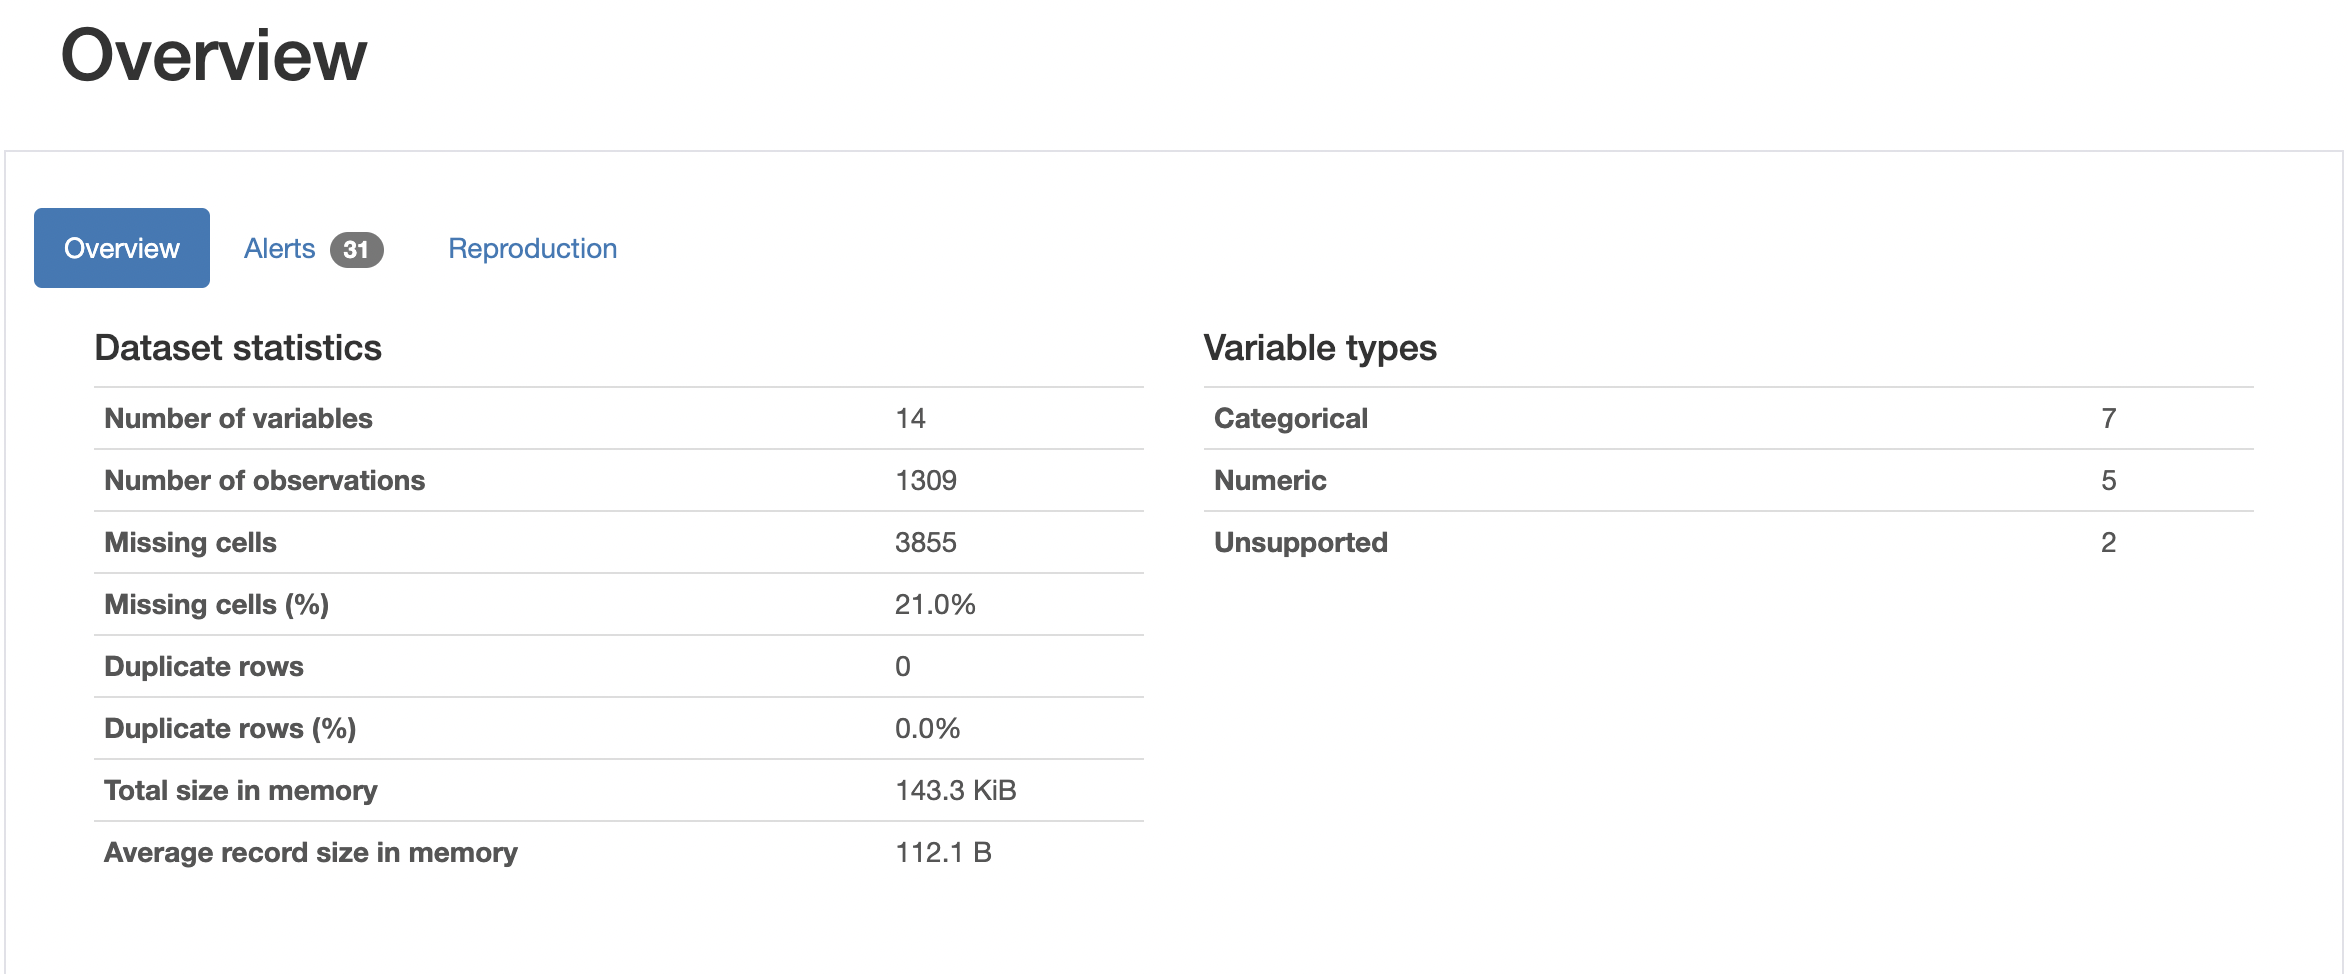 Overview
Overview Alerts 31 Reproduction
Dataset statistics
Number of variables 14
Number of observations 1309
Missing cells 3855
Missing cells (%) 21.0%
Duplicate rows 0
Duplicate rows (%) 0.0%
Total size in memory 143.3 KiB
Average record size in memory 112.1 B
Variable types
Categorical 7
Numeric 5
Unsupported 2